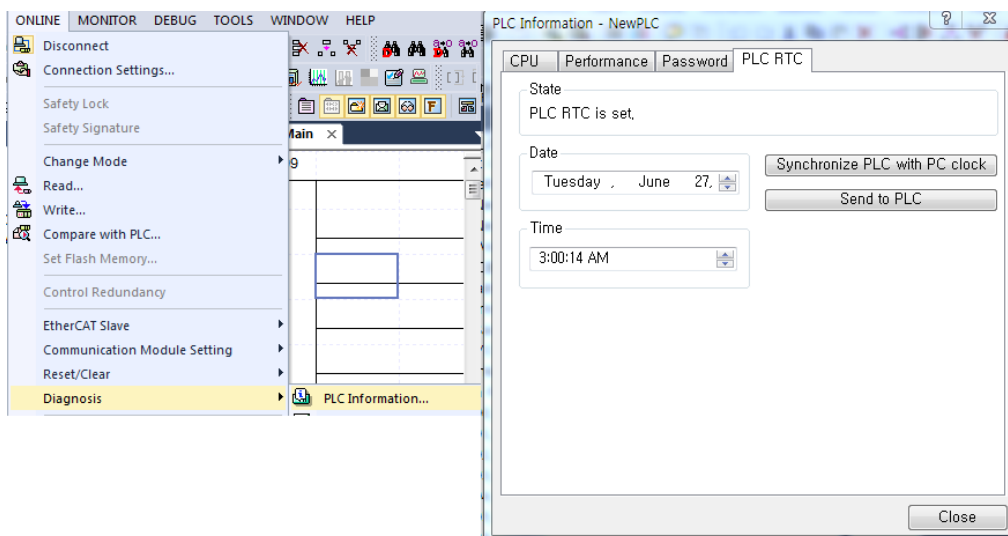 ONLINE MONITOR DEBUG TOOLS WINDOW HELP
Disconnect
Connection Settings...
Safety Lock
Safety Signature
Change Mode
Read...
Write...
Compare with PLC...
Set Flash Memory...
Control Redundancy
EtherCAT Slave
Communication Module Setting
Reset/Clear
Diagnosis
PLC Information...
Main
PLC Information - NewPLC
CPU Performance Password PLC RTC
State
PLC RTC is set,
Date
Tuesday , June 27,
Synchronize PLC with PC clock
Send to PLC
Time
3:00:14 AM
Close